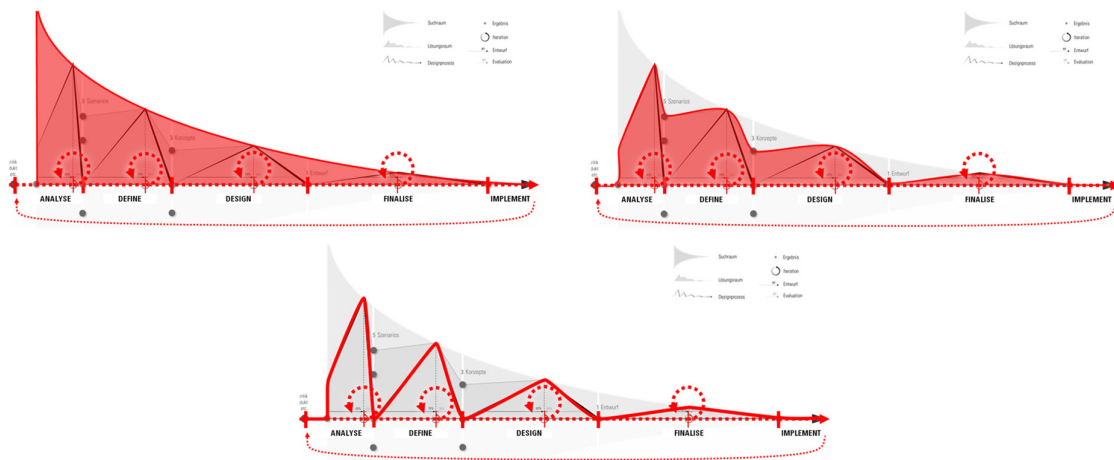 Suchraum
Ergebnis
Iteration
Lösungsraum
Entwurf
Designprozess
Evaluation
5 Szenarios
3 Konzepte
1 Entwurf
ANALYSE
DEFINE
DESIGN
FINALISE
IMPLEMENT
Suchraum
Ergebnis
Iteration
Lösungsraum
Entwurf
Designprozess
Evaluation
5 Szenarios
3 Konzepte
1 Entwurf
ANALYSE
DEFINE
DESIGN
FINALISE
IMPLEMENT
Suchraum
Ergebnis
Iteration
Lösungsraum
Entwurf
Designprozess
Evaluation
5 Szenarios
3 Konzepte
1 Entwurf
ANALYSE
DEFINE
DESIGN
FINALISE
IMPLEMENT